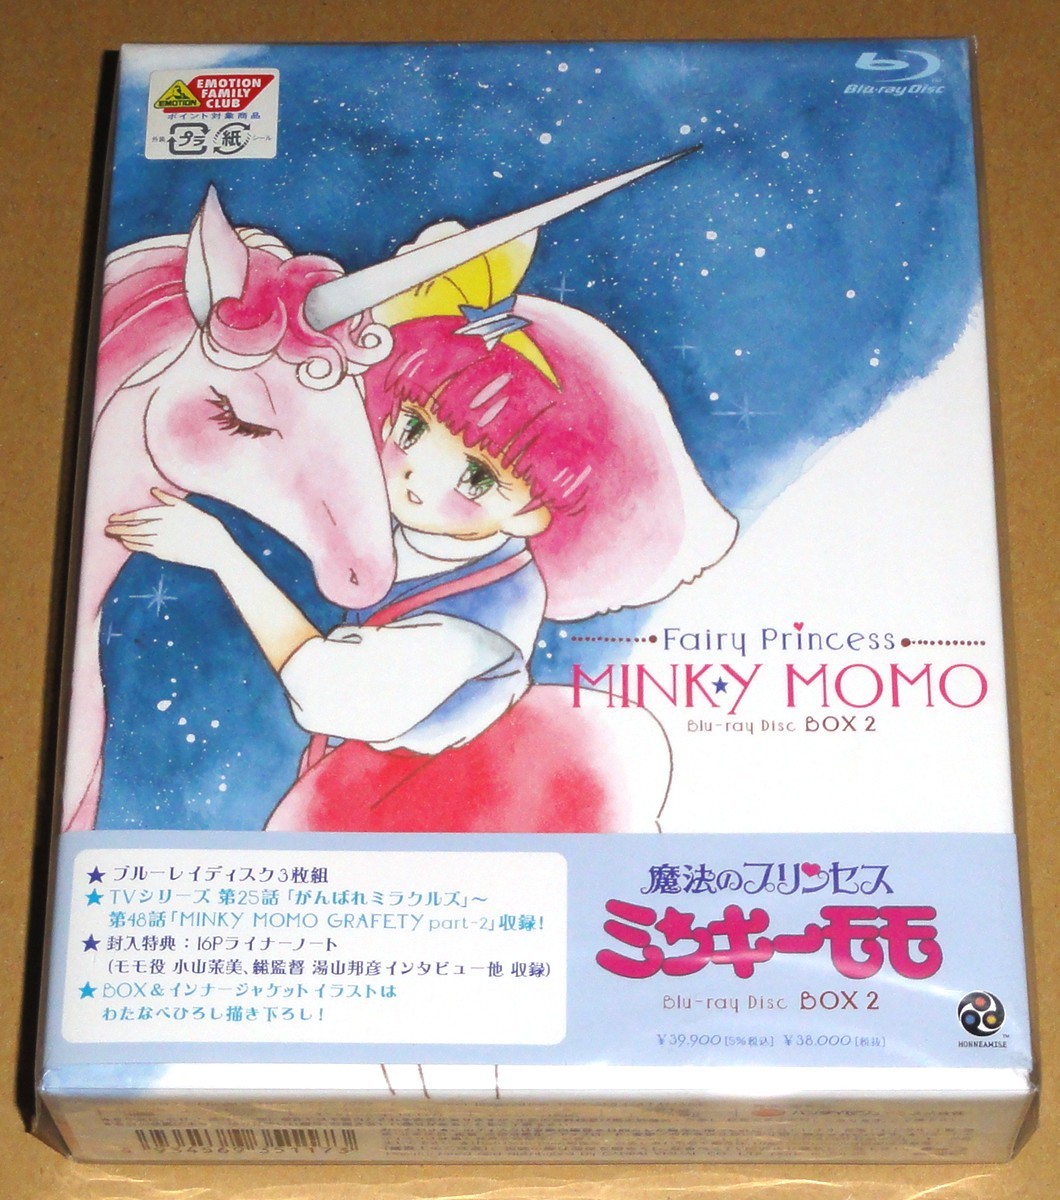 EMOTION
EMOTION
FAMILY
CLUB
ポイント対象商品
外装 プラ 紙 シール
Blu-ray Disc
Fairy Princess
MINKY MOMO
Blu-ray Disc BOX 2
★ ブルーレイディスク3枚組
★ TVシリーズ 第25話「がんばれミラクルズ」〜
第48話「MINKY MOMO GRAFETY part-2」収録!
★ 封入特典:16Pライナーノート
(モモ役 小山茉美、総監督 湯山邦彦インタビュー他 収録)
★ BOX&インナージャケットイラストは
わたなべひろし描き下ろし!
魔法のプリンセス
ミンキーモモ
Blu-ray Disc BOX 2
¥39,900[5%税込] ¥38,000[税抜]
HONNEAMISE